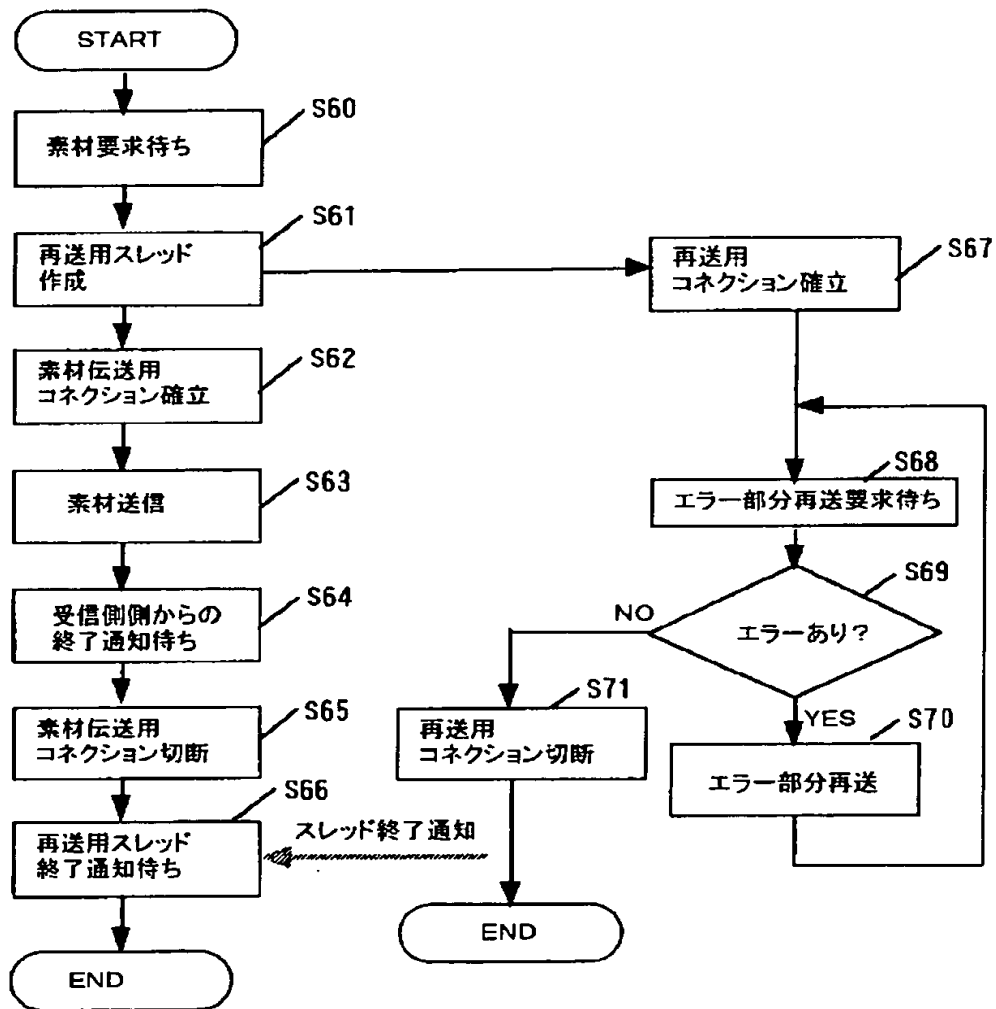 START
S60
素材要求待ち
S61
再送用スレッド
作成
S62
素材伝送用
コネクション確立
S63
素材送信
S64
受信側側からの
終了通知待ち
S65
素材伝送用
コネクション切断
S66
再送用スレッド
終了通知待ち
END
S67
再送用
コネクション確立
S68
エラー部分再送要求待ち
S69
エラーあり?
NO
YES
S70
エラー部分再送
S71
再送用
コネクション切断
スレッド終了通知
END